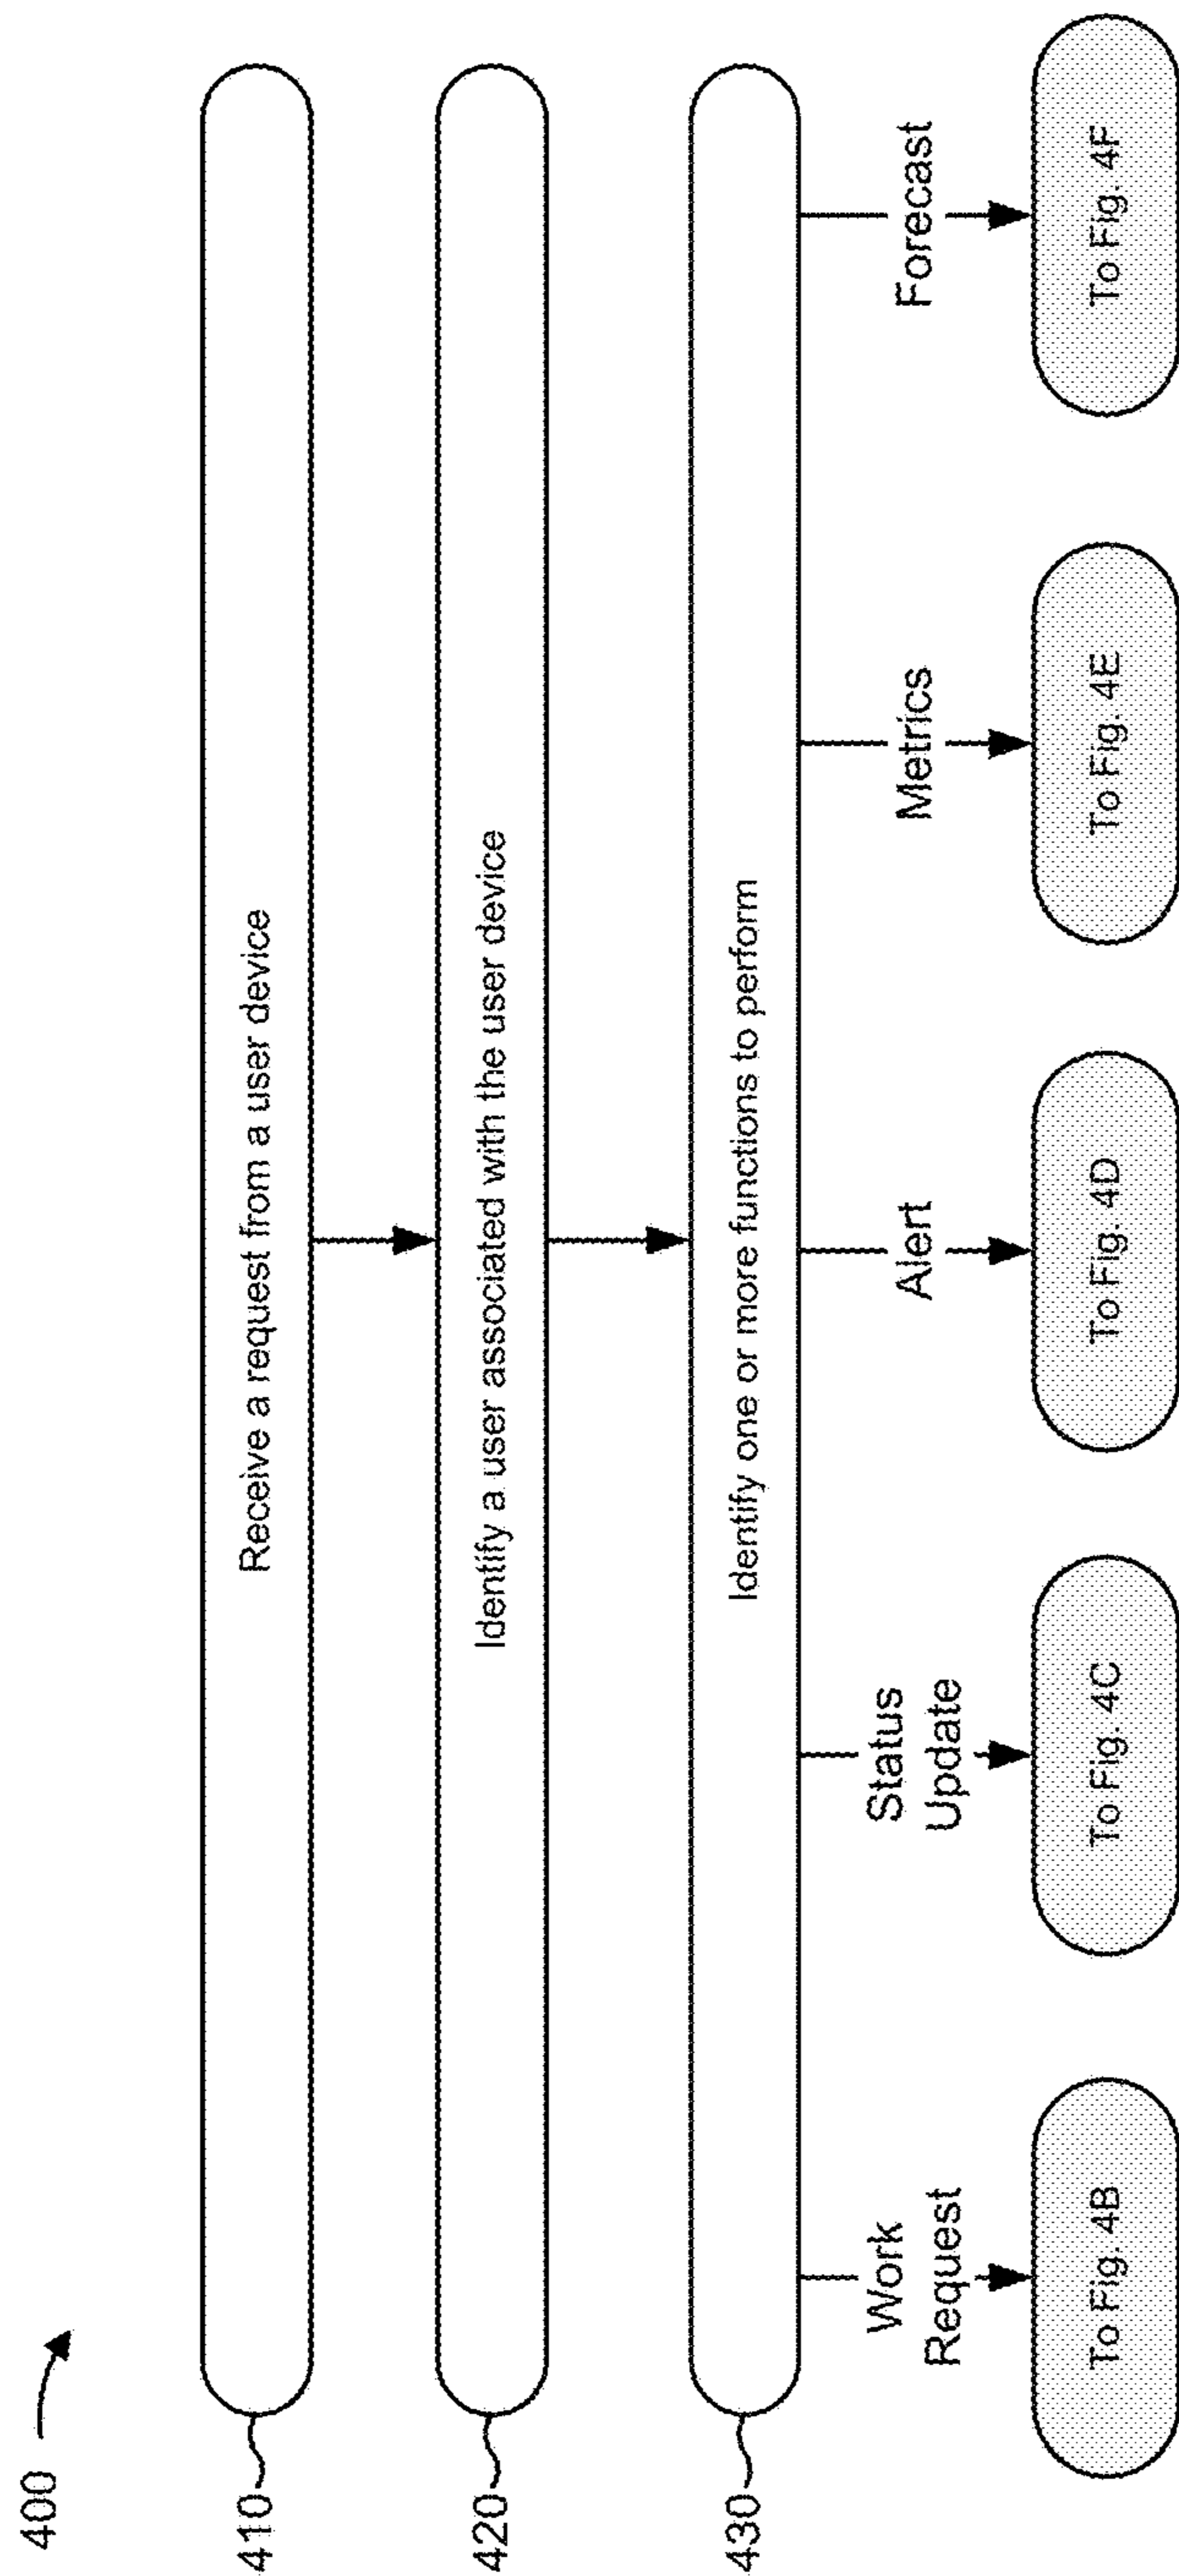 400
410
Receive a request from a user device
420
Identify a user associated with the user device
430
Identify one or more functions to perform
Work
Request
Status
Update
Alert
Metrics
Forecast
To Fig. 4B
To Fig. 4C
To Fig. 4D
To Fig. 4E
To Fig. 4F